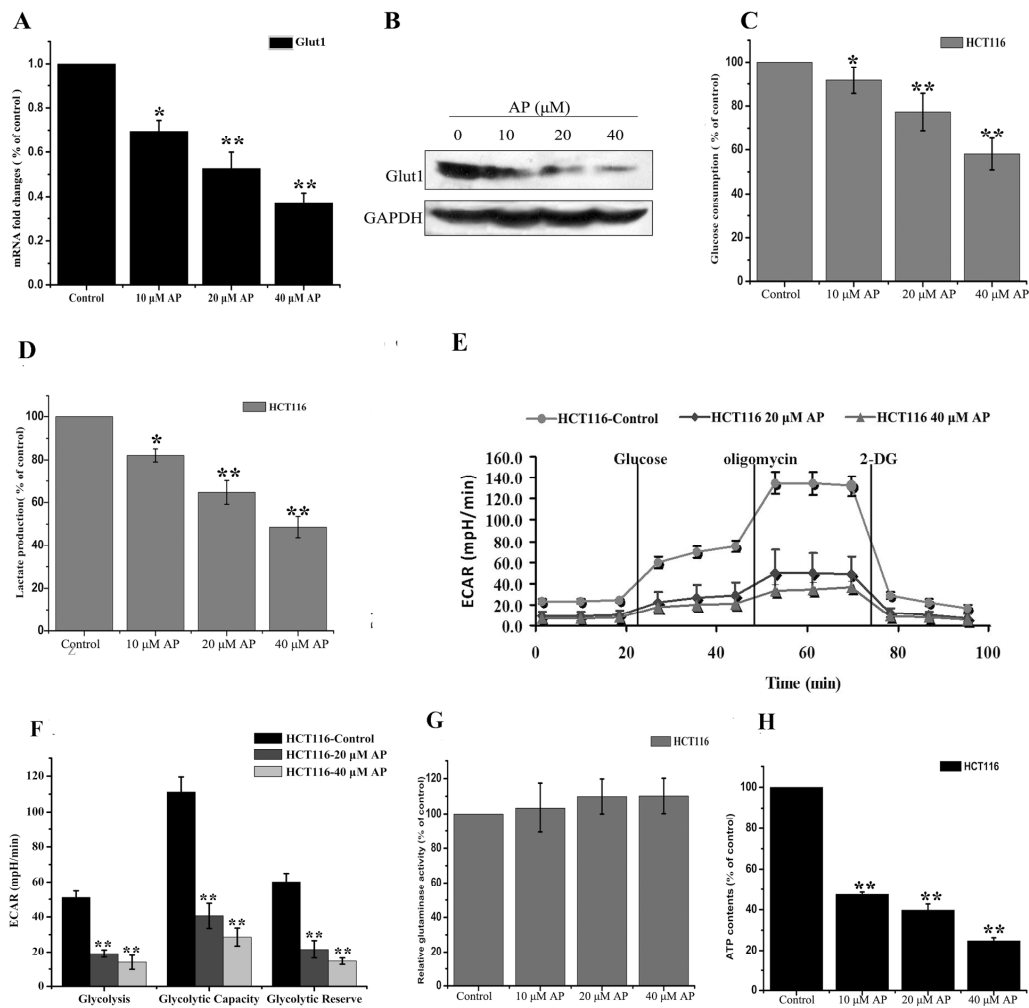 A
Glut1
mRNA fold changes ( % of control)
1.0
0.8
0.6
0.4
0.2
0.0
*
**
**
Control 10 μM AP 20 μM AP 40 μM AP
B
AP (μM)
0 10 20 40
Glut1
GAPDH
C
HCT116
Glucose consumption ( % of control)
100
80
60
40
20
0
*
**
**
Control 10 μM AP 20 μM AP 40 μM AP
D
HCT116
Lactate production( % of control)
100
80
60
40
20
0
*
**
**
Control 10 μM AP 20 μM AP 40 μM AP
E
HCT116-Control HCT116 20 μM AP HCT116 40 μM AP
Glucose oligomycin 2-DG
ECAR (mpH/min)
160.0
140.0
120.0
100.0
80.0
60.0
40.0
20.0
0.0
0 20 40 60 80 100
Time (min)
F
HCT116-Control
HCT116-20 μM AP
HCT116-40 μM AP
ECAR (mpH/min)
120
100
80
60
40
20
0
** ** ** ** ** **
Glycolysis Glycolytic Capacity Glycolytic Reserve
G
HCT116
Relative glutaminase activity (% of control)
120
100
80
60
40
20
0
Control 10 μM AP 20 μM AP 40 μM AP
H
HCT116
ATP contents (% of control)
100
80
60
40
20
0
**
**
**
Control 10 μM AP 20 μM AP 40 μM AP